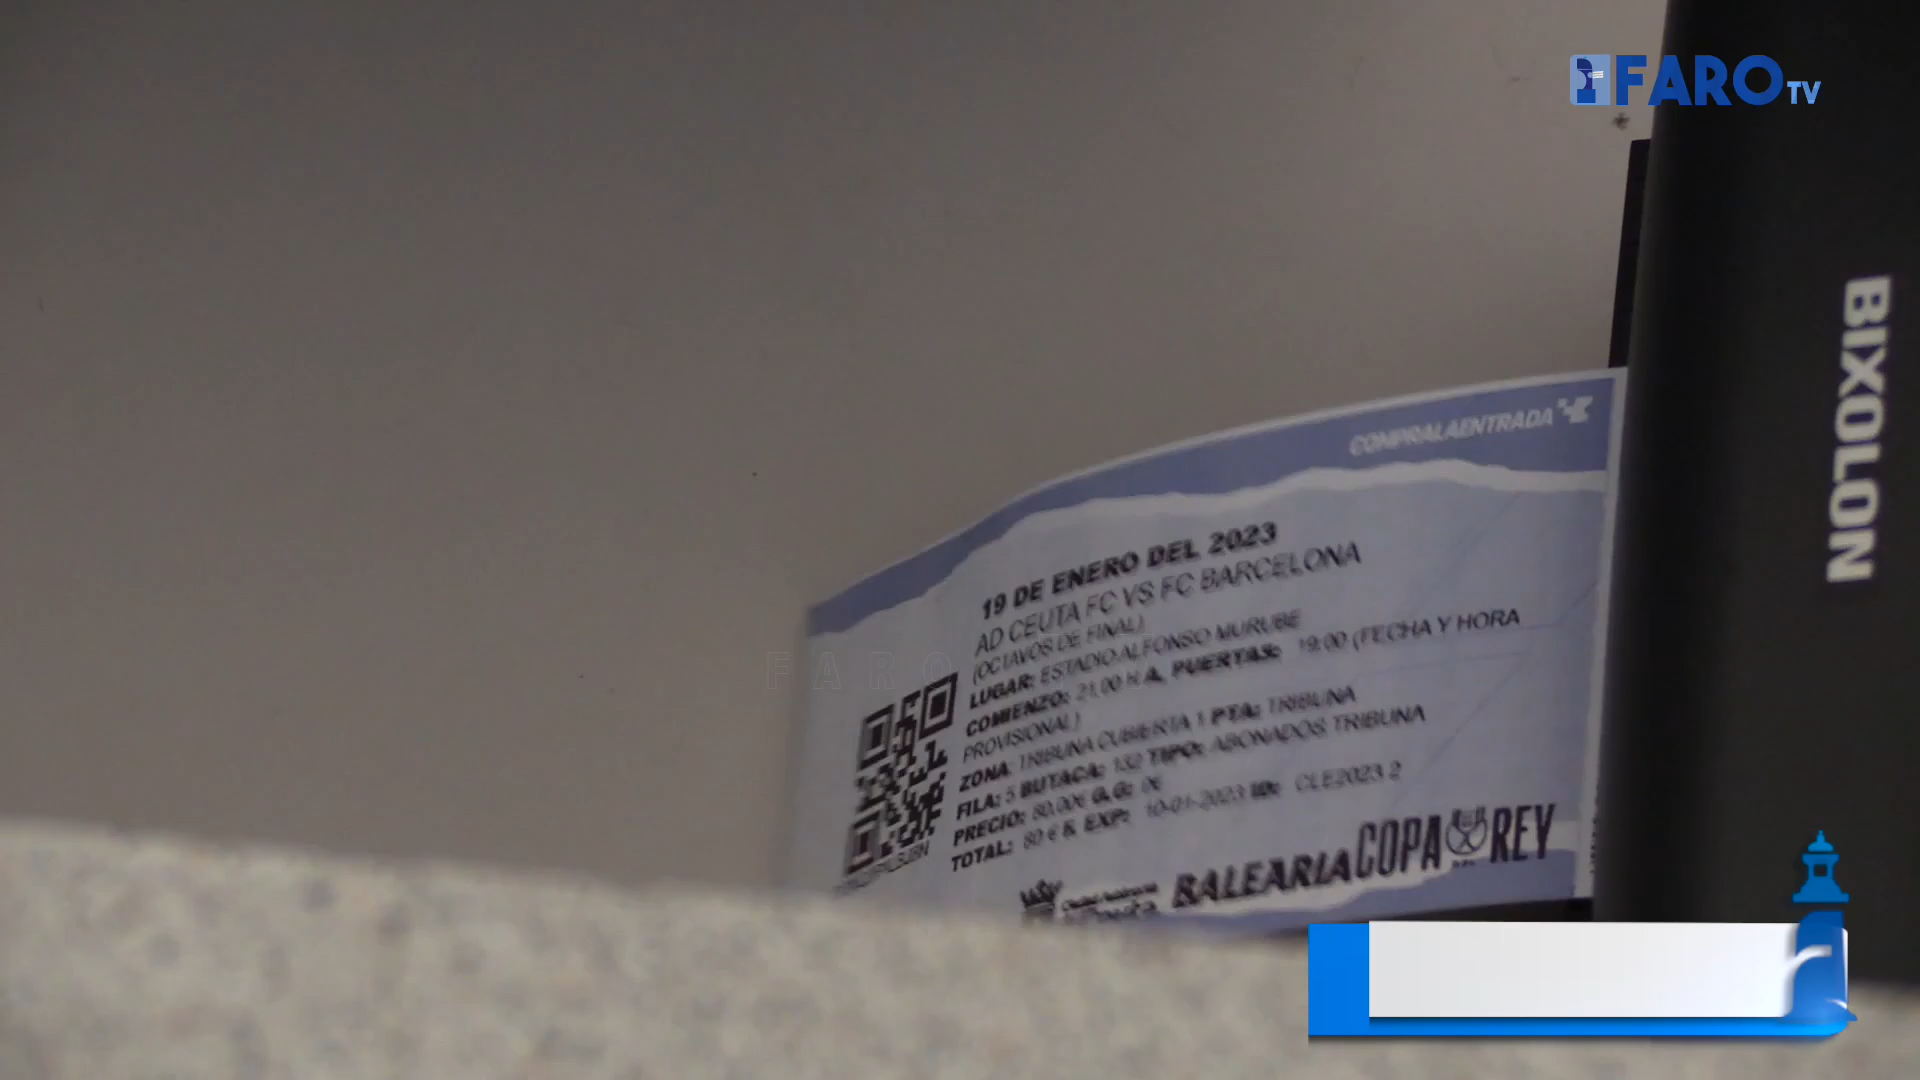 FARO TV
BIXOLON
COMPRALAENTRADA
19 DE ENERO DEL 2023
AD CEUTA FC VS FC BARCELONA
(OCTAVOS DE FINAL)
LUGAR: ESTADIO ALFONSO MURUBE
COMIENZO: 21,00 H A. PUERTAS: 19:00 (FECHA Y HORA
PROVISIONAL)
ZONA: TRIBUNA CUBIERTA 1 PTA: TRIBUNA
FILA: 5 BUTACA: 132 TIPO: ABONADOS TRIBUNA
PRECIO: 80,00€ G.G: 0€
TOTAL: 80 € F. EXP: 10-01-2023 ID: CLE2023 2
BALEARIA COPA DEL REY
Ceuta
FARO